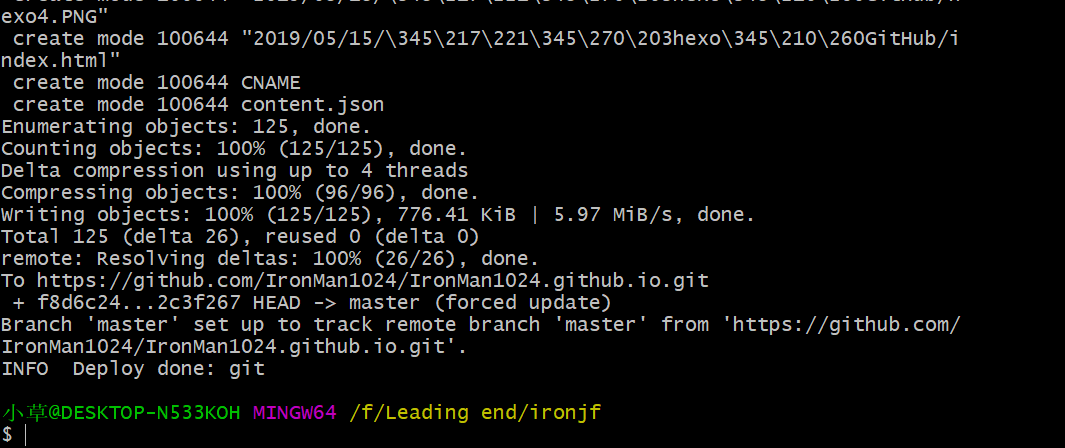 exo4.PNG"
create mode 100644 "2019/05/15/\345\217\221\345\270\203hexo\345\210\260GitHub/i
ndex.html"
create mode 100644 CNAME
create mode 100644 content.json
Enumerating objects: 125, done.
Counting objects: 100% (125/125), done.
Delta compression using up to 4 threads
Compressing objects: 100% (96/96), done.
Writing objects: 100% (125/125), 776.41 KiB | 5.97 MiB/s, done.
Total 125 (delta 26), reused 0 (delta 0)
remote: Resolving deltas: 100% (26/26), done.
To https://github.com/IronMan1024/IronMan1024.github.io.git
+ f8d6c24...2c3f267 HEAD -> master (forced update)
Branch 'master' set up to track remote branch 'master' from 'https://github.com/
IronMan1024/IronMan1024.github.io.git'.
INFO  Deploy done: git
小草@DESKTOP-N533KOH MINGW64 /f/Leading end/ironjf
$